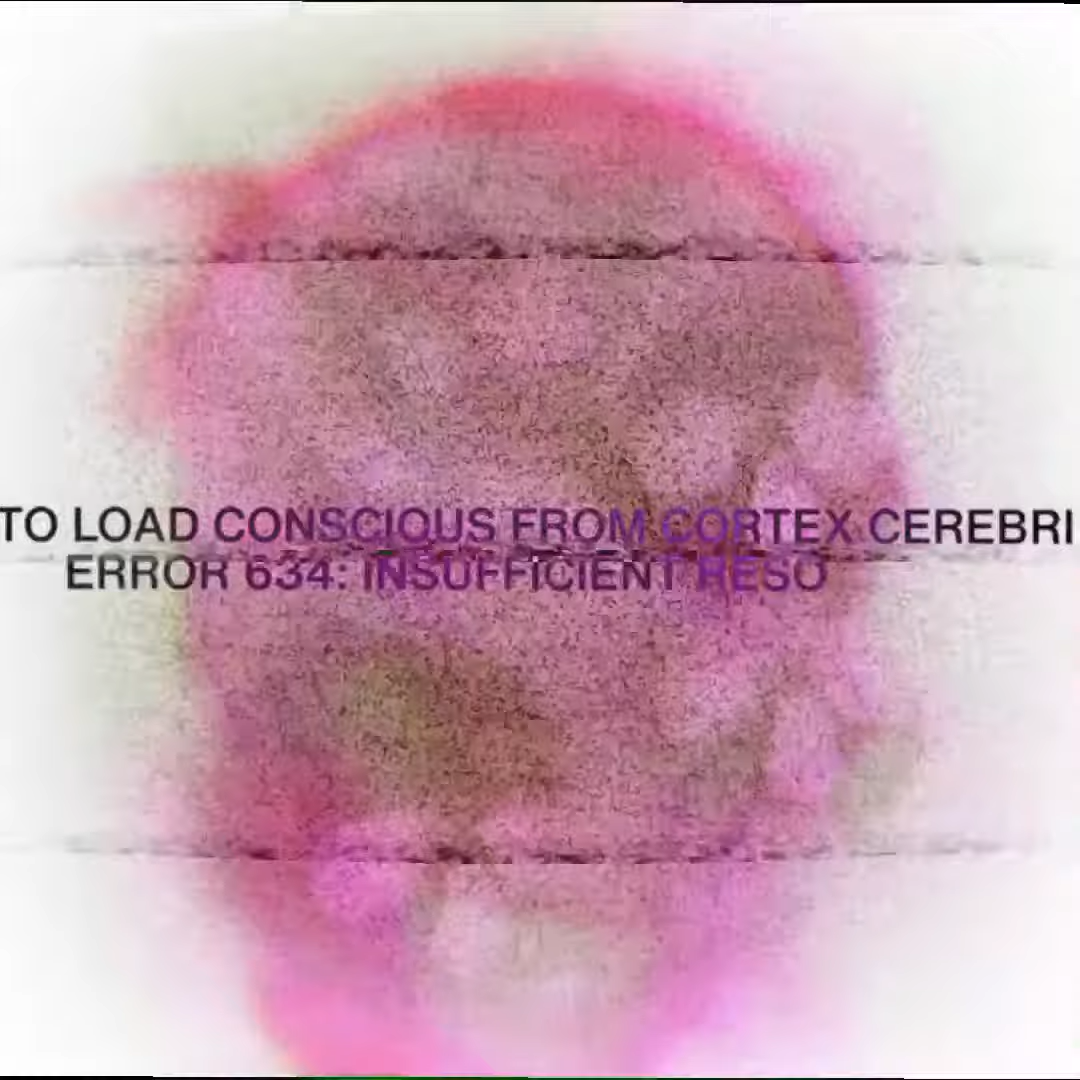 TO LOAD CONSCIOUS FROM CORTEX CEREBRI
ERROR 634: INSUFFICIENT RESO